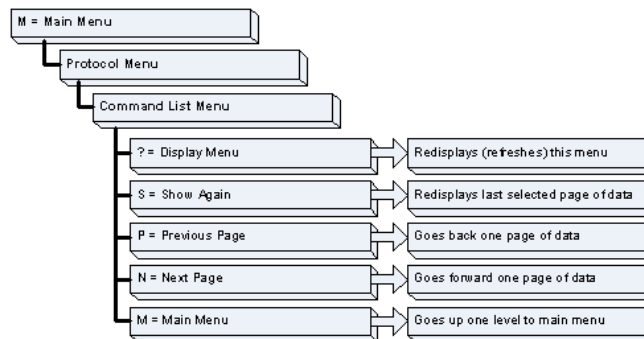 M = Main Menu
Protocol Menu
Command List Menu
? = Display Menu
Redisplays (refreshes) this menu
S = Show Again
Redisplays last selected page of data
P = Previous Page
Goes back one page of data
N = Next Page
Goes forward one page of data
M = Main Menu
Goes up one level to main menu